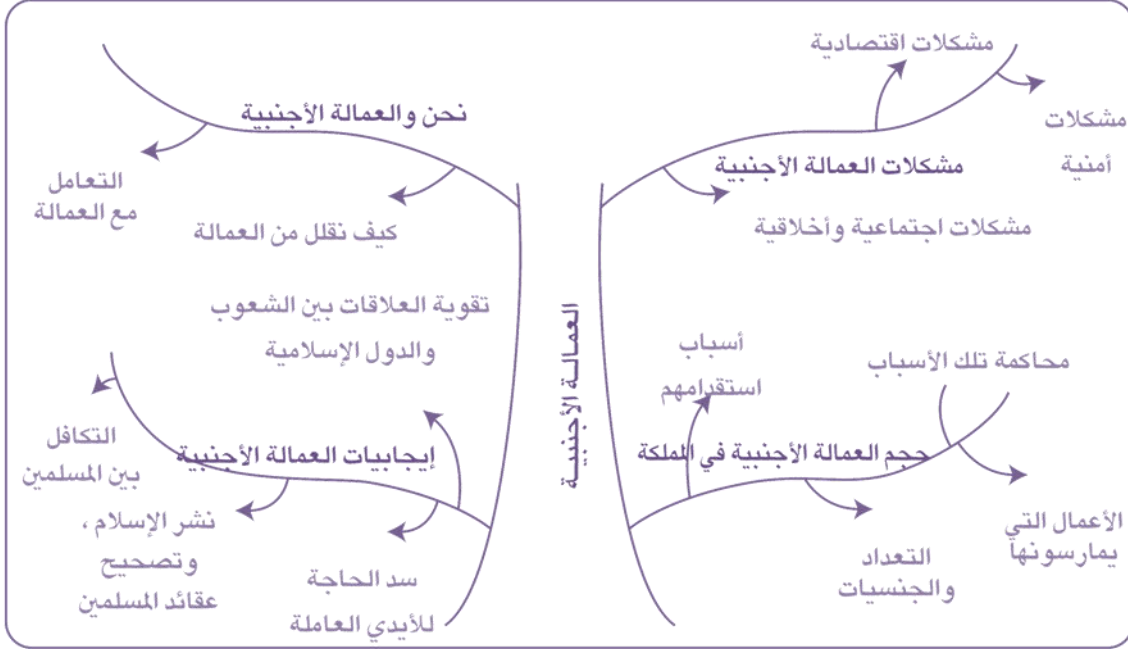 مشكلات اقتصادية
مشكلات
أمنية
مشكلات العمالة الأجنبية
مشكلات اجتماعية وأخلاقية
نحن والعمالة الأجنبية
التعامل
مع العمالة
كيف نقلل من العمالة
العمالة الأجنبية
أسباب
استقدامهم
محاكمة تلك الأسباب
حجم العمالة الأجنبية في المملكة
الأعمال التي
يمارسونها
التعداد
والجنسيات
تقوية العلاقات بين الشعوب
والدول الإسلامية
التكافل
بين المسلمين
إيجابيات العمالة الأجنبية
نشر الإسلام ،
وتصحيح
عقائد المسلمين
سد الحاجة
للأيدي العاملة